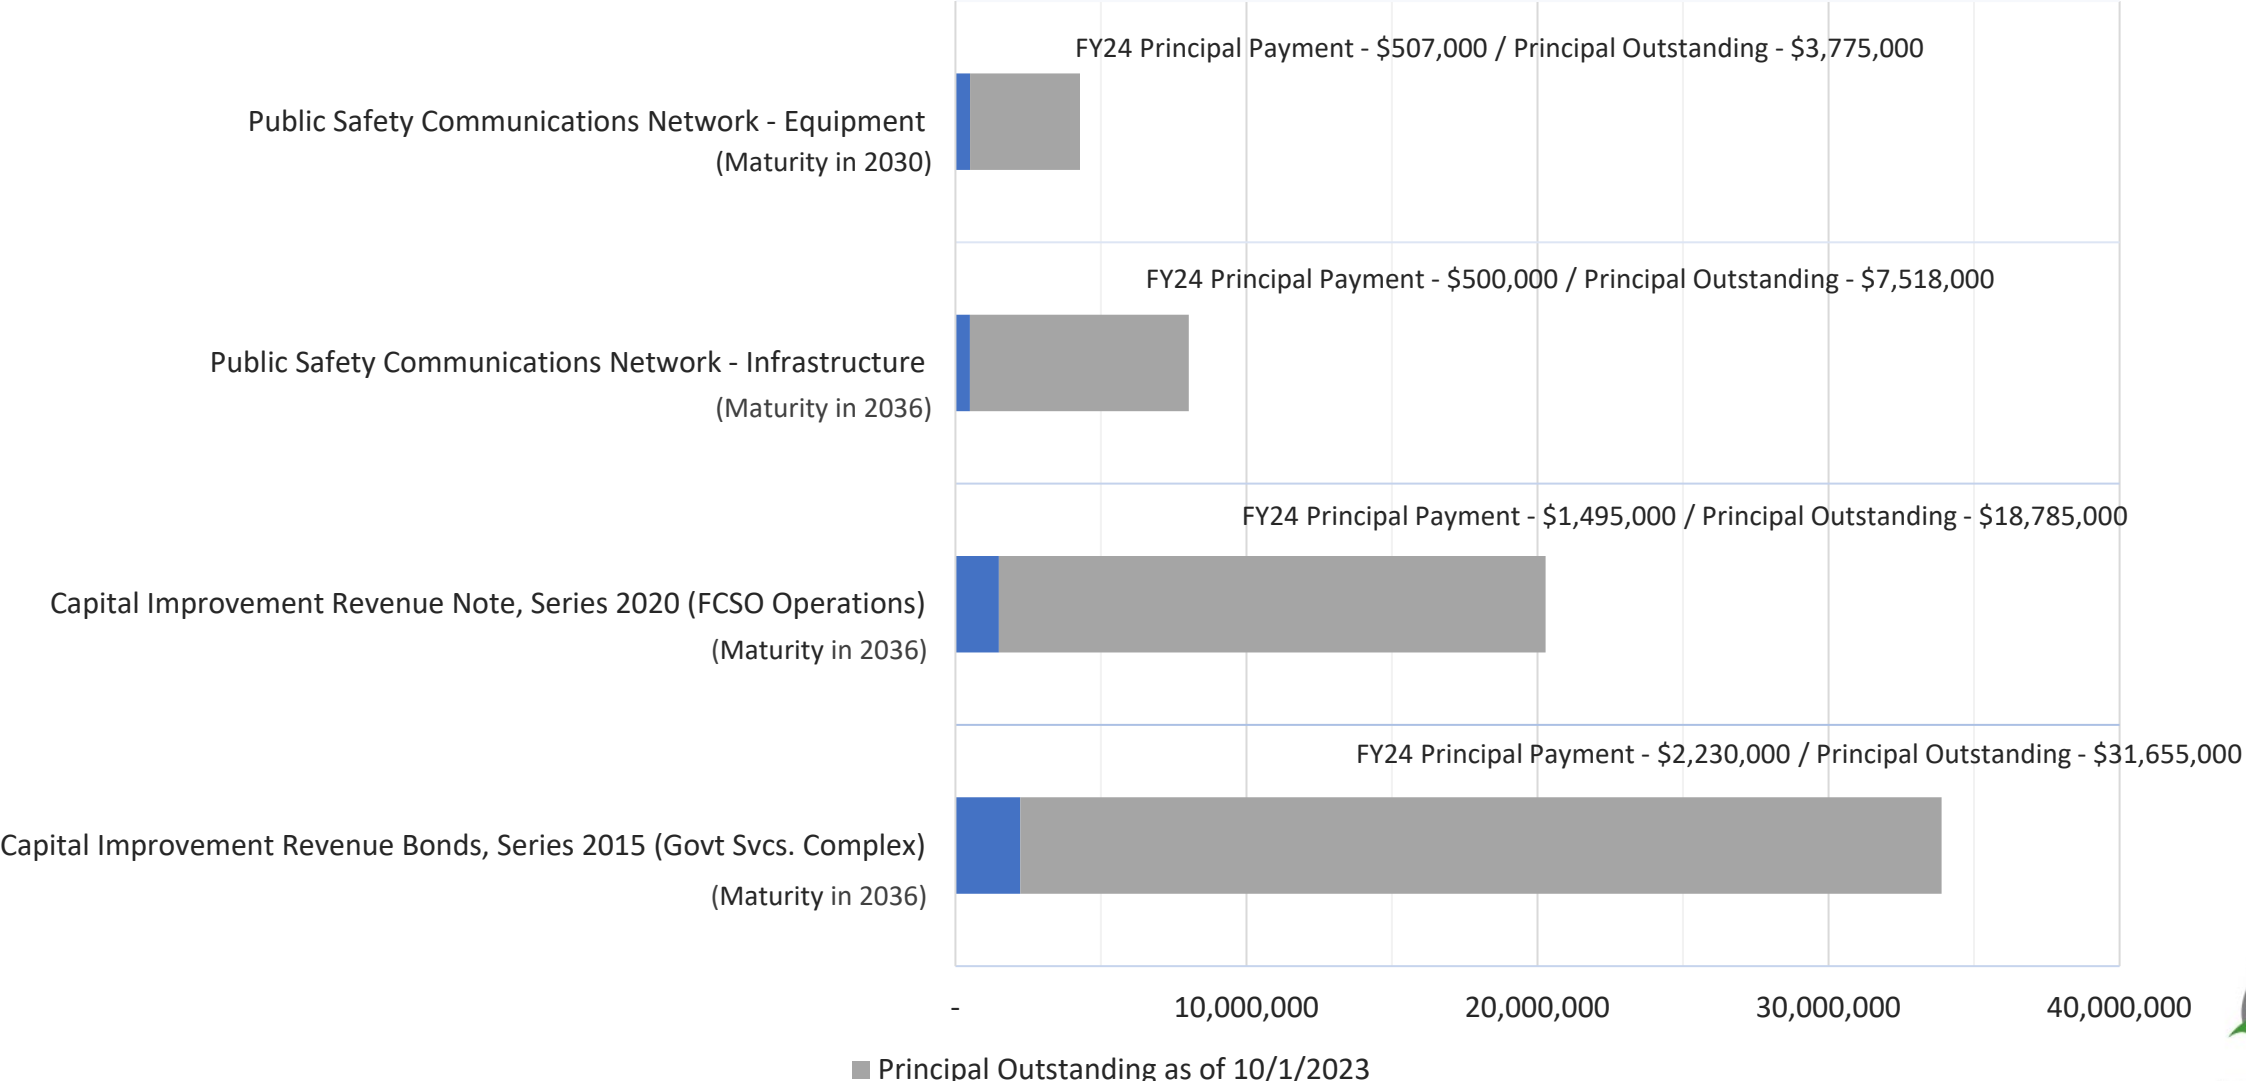 FY24 Principal Payment - $507,000 / Principal Outstanding - $3,775,000
Public Safety Communications Network - Equipment
(Maturity in 2030)
FY24 Principal Payment - $500,000 / Principal Outstanding - $7,518,000
Public Safety Communications Network - Infrastructure
(Maturity in 2036)
FY24 Principal Payment - $1,495,000 / Principal Outstanding - $18,785,000
Capital Improvement Revenue Note, Series 2020 (FCSO Operations)
(Maturity in 2036)
FY24 Principal Payment - $2,230,000 / Principal Outstanding - $31,655,000
Capital Improvement Revenue Bonds, Series 2015 (Govt Svcs. Complex)
(Maturity in 2036)
- 10,000,000 20,000,000 30,000,000 40,000,000
Principal Outstanding as of 10/1/2023